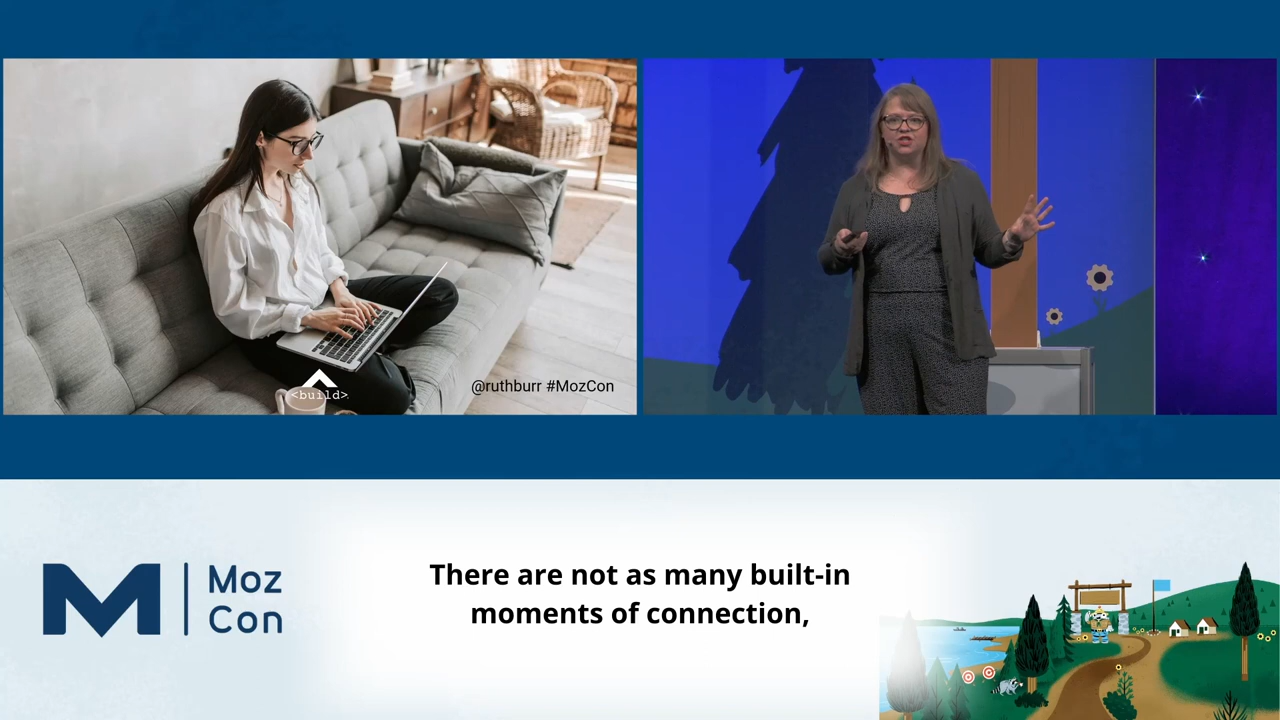 <build>
@ruthburr #MozCon
Moz
Con
There are not as many built-in
moments of connection,